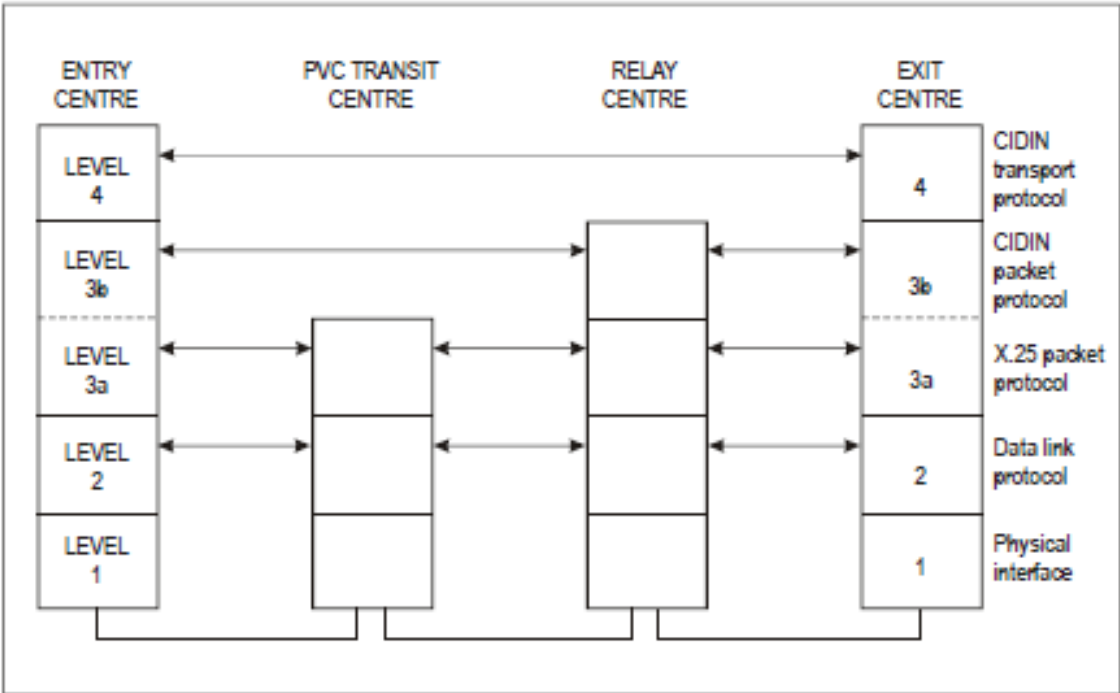 ENTRY
CENTRE
PVC TRANSIT
CENTRE
RELAY
CENTRE
EXIT
CENTRE
LEVEL
4
4
CIDIN
transport
protocol
LEVEL
3b
3b
CIDIN
packet
protocol
LEVEL
3a
3a
X.25 packet
protocol
LEVEL
2
2
Data link
protocol
LEVEL
1
1
Physical
interface